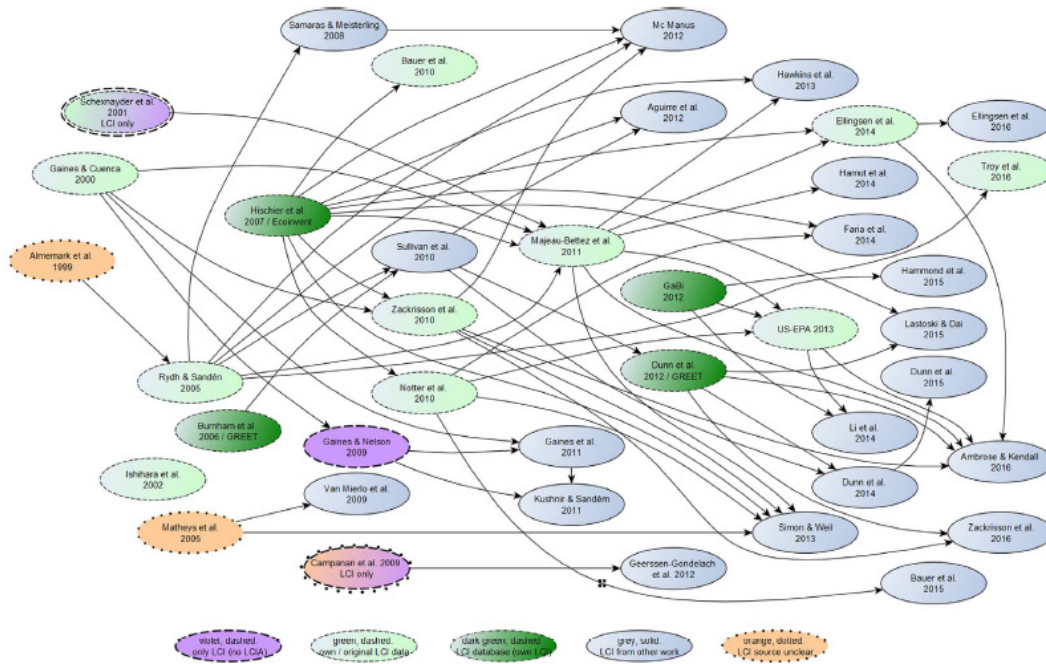 Samaras & Meisterling
2008
Mc Manus
2012
Bauer et al.
2010
Hawkins et al.
2013
Schexnayder et al.
2001
LCI only
Aguirre et al.
2012
Ellingsen et al.
2014
Ellingsen et al.
2016
Gaines & Cuenca
2000
Hamut et al.
2014
Troy et al.
2016
Hischier et al.
2007 / Ecoinvent
Sullivan et al.
2010
Majeau-Bettez et al.
2011
Faria et al.
2014
Almemark et al.
1999
GaBi
2012
Hammond et al.
2015
Zackrisson et al.
2010
US-EPA 2013
Lastoski & Dai
2015
Rydh & Sandén
2005
Notter et al.
2010
Dunn et al.
2012 / GREET
Dunn et al.
2015
Burnham et al.
2006 / GREET
Gaines & Nelson
2009
Gaines et al.
2011
Li et al.
2014
Ambrose & Kendall
2016
Ishihara et al.
2002
Van Mierlo et al.
2009
Kushnir & Sandém
2011
Dunn et al.
2014
Matheys et al.
2005
Simon & Weil
2013
Zackrisson et al.
2016
Campanari et al. 2009
LCI only
Geerssen-Gondelach
et al. 2012
Bauer et al.
2015
violet, dashed.
only LCI (no LCIA)
green, dashed.
own / original LCI data
dark green, dashed.
LCI database (own LCI)
grey, solid.
LCI from other work
orange, dotted.
LCI source unclear